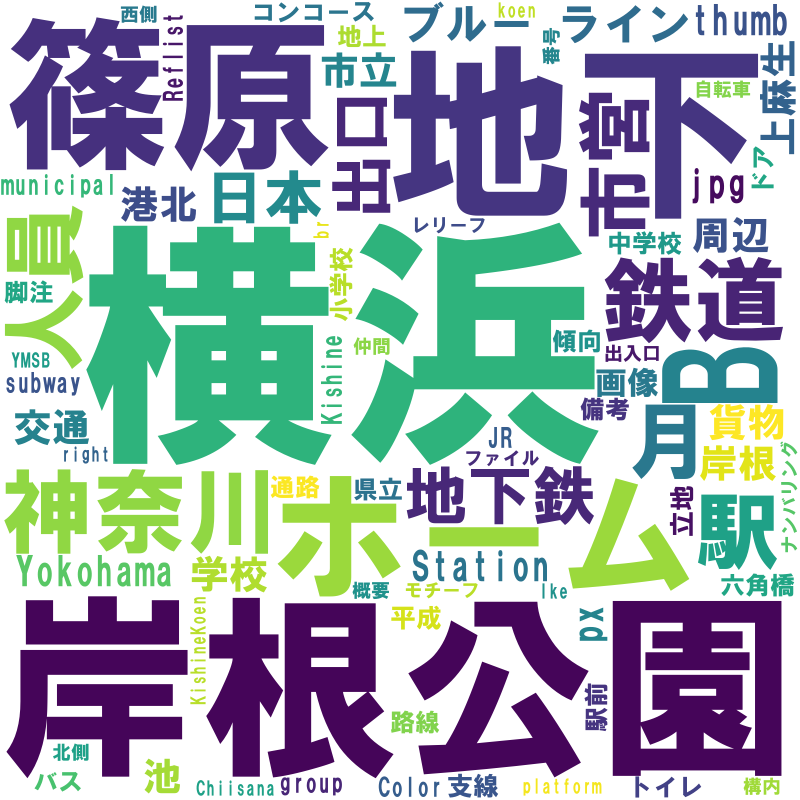 西側
コンコース
koen
ブルー
ライン
thumb
Reflist
地上
番号
篠原
地下
市立
自転車
上麻生
出口
市営
municipal
港北
日本
jpg
ドア
人員
br
レリーフ
中学校
周辺
横浜
小学校
鉄道
脚注
YMSB
subway
Kishine
仲間
傾向
出入口
画像
B
備考
交通
right
月
貨物
JR
ファイル
岸根
神奈川
通路
県立
地下鉄
立地
ナンバリング
ホーム
駅
Yokohama
学校
Station
概要
モチーフ
Ike
六角橋
KishineKoen
平成
px
岸根公園
路線
駅前
北側
バス
池
Chiisana
group
Color
支線
platform
トイレ
構内